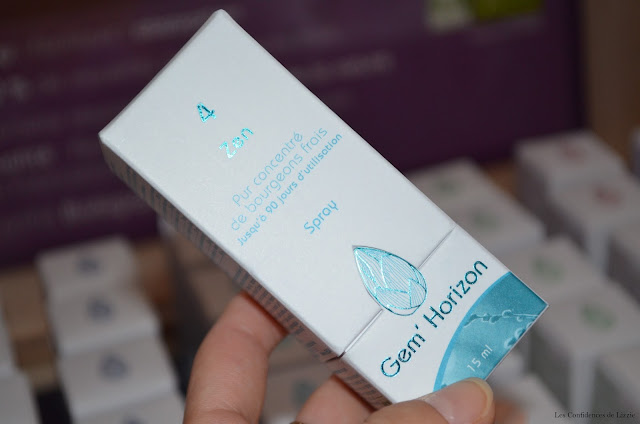 4
Zen
Pur concentré
de bourgeons frais
Jusqu'à 90 jours d'utilisation
Spray
Gem' Horizon
15 ml
Les Confidences de Lizzie